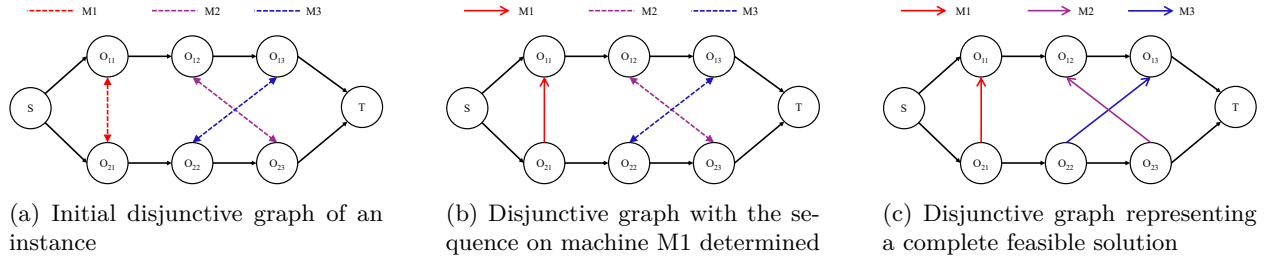 M1 M2 M3
O11 O12 O13
S T
O21 O22 O23
(a) Initial disjunctive graph of an
instance
M1 M2 M3
O11 O12 O13
S T
O21 O22 O23
(b) Disjunctive graph with the se-
quence on machine M1 determined
M1 M2 M3
O11 O12 O13
S T
O21 O22 O23
(c) Disjunctive graph representing
a complete feasible solution